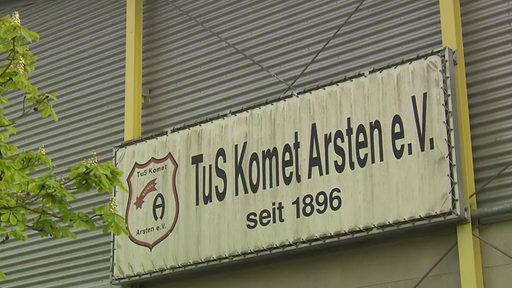 TuS Komet Arsten e.V.
seit 1896
TuS Komet
A
Arsten e.V.